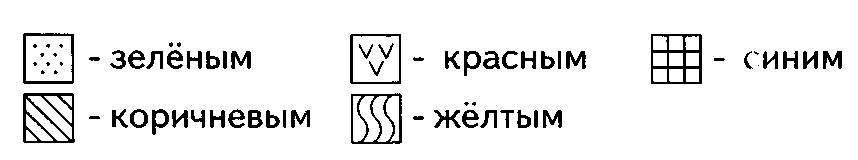 - зелёным - красным - синим
- коричневым - жёлтым